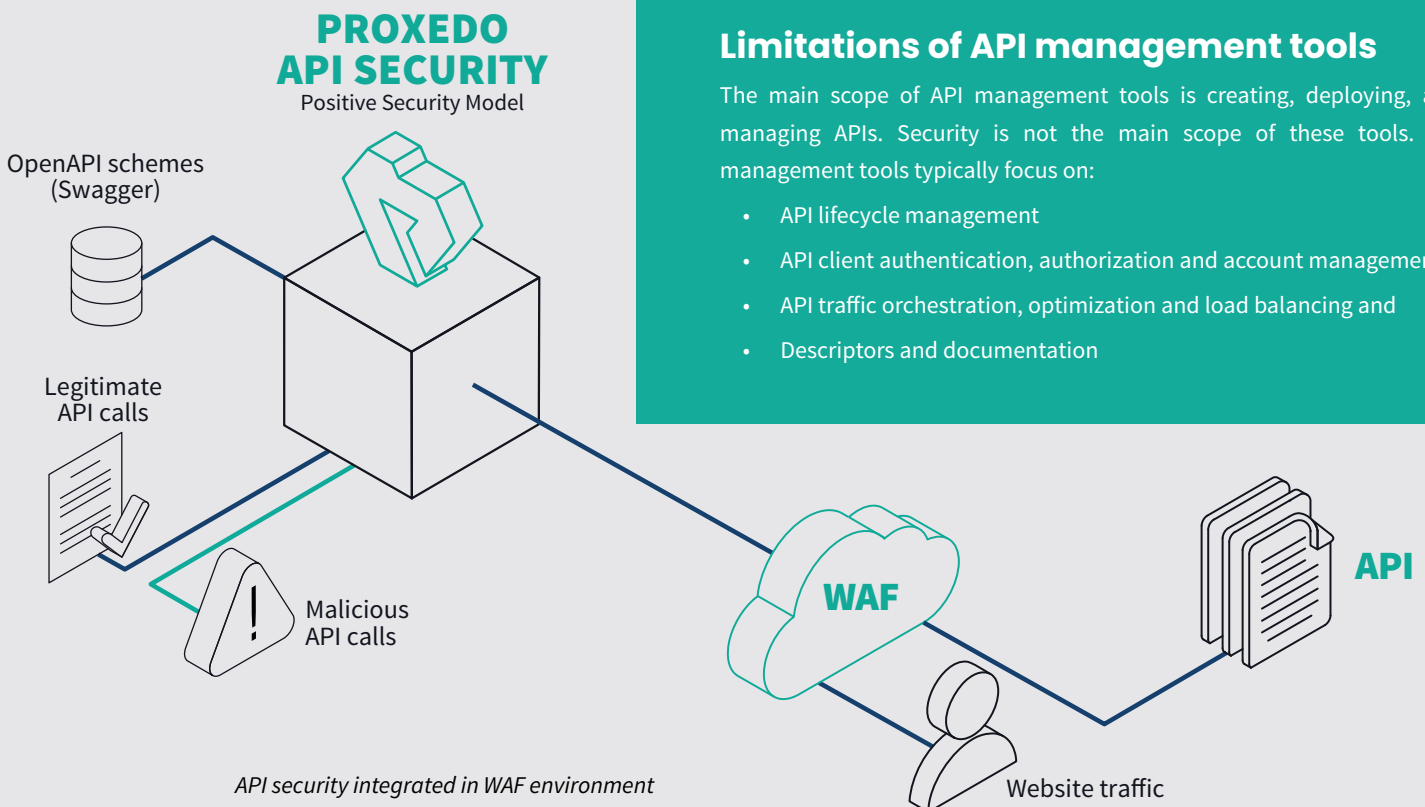 PROXEDO
API SECURITY
Positive Security Model
OpenAPI schemes
(Swagger)
Legitimate
API calls
Malicious
API calls
API security integrated in WAF environment
Limitations of API management tools
The main scope of API management tools is creating, deploying,
managing APIs. Security is not the main scope of these tools.
management tools typically focus on:
• API lifecycle management
• API client authentication, authorization and account
• API traffic orchestration, optimization and load balancing and
• Descriptors and documentation
WAF
API
Website traffic